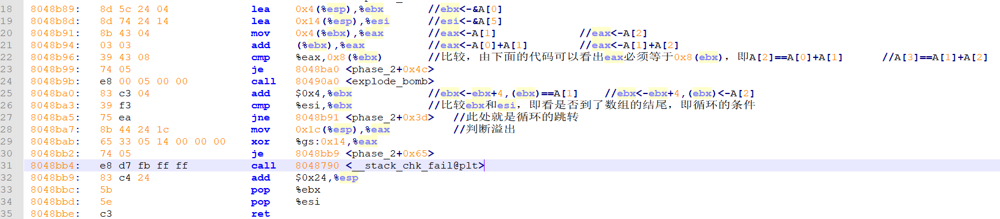 18 8048b89: 8d 5c 24 04 lea 0x4(%esp),%ebx //ebx<-&A[0]
19 8048b8d: 8d 74 24 14 lea 0x14(%esp),%esi //esi<-&A[5]
20 8048b91: 8b 43 04 mov 0x4(%ebx),%eax //eax<-A[1] //eax<-A[2]
21 8048b94: 03 03 add (%ebx),%eax //eax<-A[0]+A[1] //eax<-A[1]+A[2]
22 8048b96: 39 43 08 cmp %eax,0x8(%ebx) //比较，由下面的代码可以看出eax必须等于0x8(ebx)，即A[2]==A[0]+A[1] //A[3]==A[1]+A[2]
23 8048b99: 74 05 je 8048ba0 <phase_2+0x4c>
24 8048b9b: e8 00 05 00 00 call 80490a0 <explode_bomb>
25 8048ba0: 83 c3 04 add $0x4,%ebx //ebx<-ebx+4,(ebx)==A[1] //ebx<-ebx+4,(ebx)<-A[2]
26 8048ba3: 39 f3 cmp %esi,%ebx //比较ebx和esi，即看是否到了数组的结尾，即循环的条件
27 8048ba5: 75 ea jne 8048b91 <phase_2+0x3d> //此处就是循环的跳转
28 8048ba7: 8b 44 24 1c mov 0x1c(%esp),%eax //判断溢出
29 8048bab: 65 33 05 14 00 00 00 xor %gs:0x14,%eax
30 8048bb2: 74 05 je 8048bb9 <phase_2+0x65>
31 8048bb4: e8 d7 fb ff ff call 8048790 <__stack_chk_fail@plt>
32 8048bb9: 83 c4 24 add $0x24,%esp
33 8048bbc: 5b pop %ebx
34 8048bbd: 5e pop %esi
35 8048bbe: c3 ret